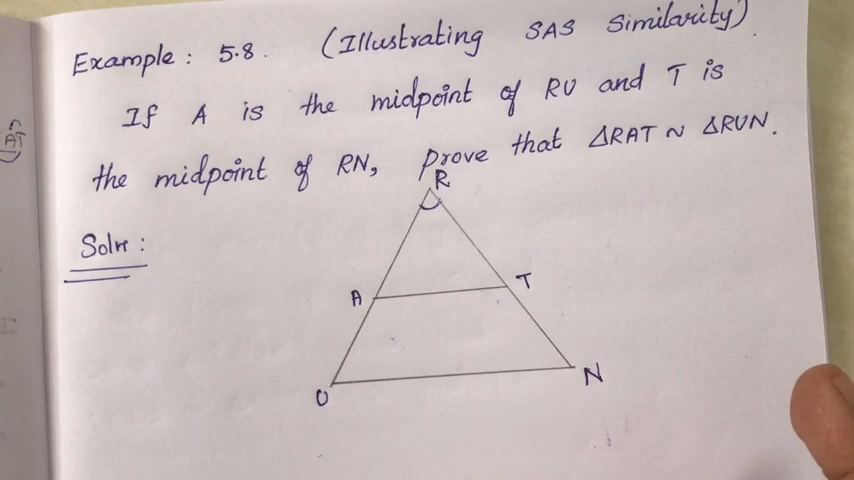 Example: 5.8. (Illustrating SAS Similarity)
If A is the midpoint of RU and T is
the midpoint of RN, prove that ΔRAT ~ ΔRUN.
Soln:
R
A
T
U
N
AT